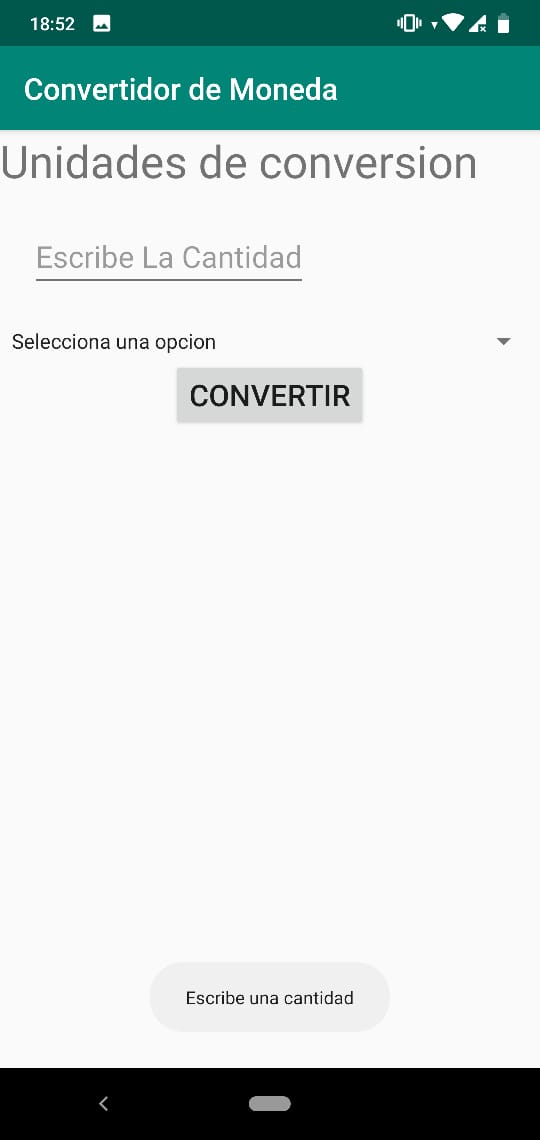 18:52
Convertidor de Moneda
Unidades de conversion
Escribe La Cantidad
Selecciona una opcion
CONVERTIR
Escribe una cantidad